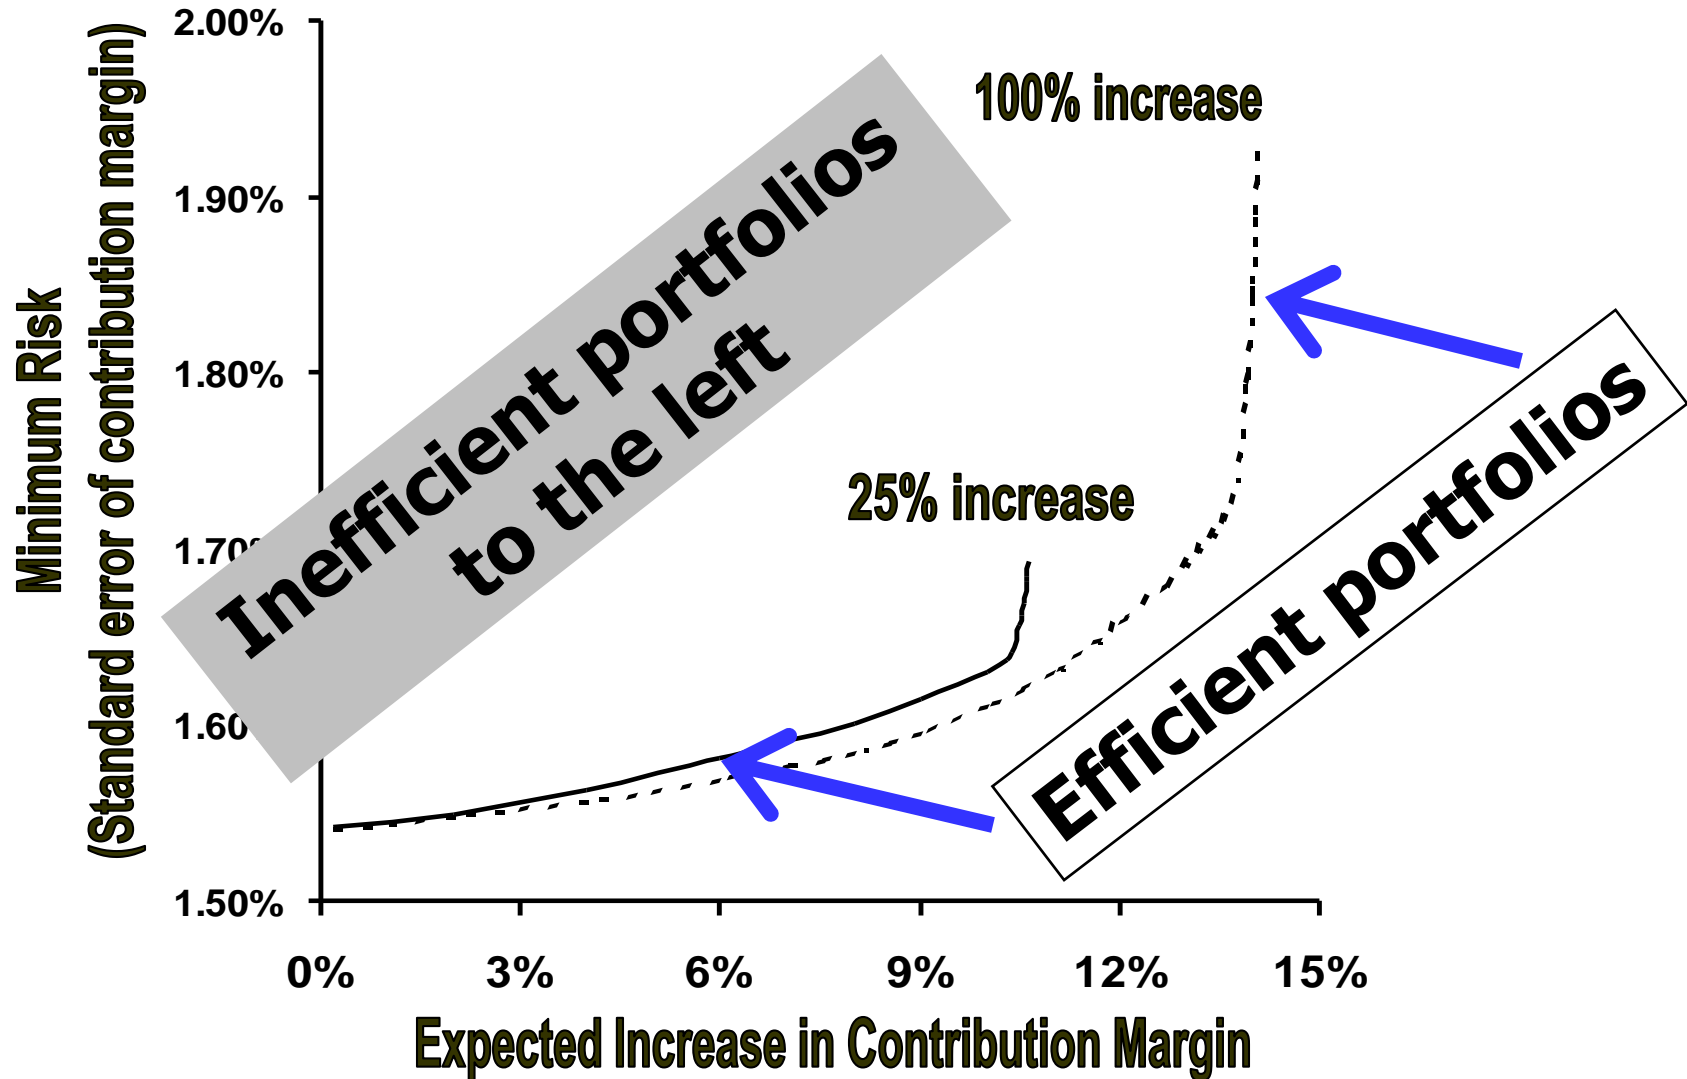 Minimum Risk
(Standard error of contribution margin)
2.00%
1.90%
1.80%
1.70%
1.60
1.50%
0%
3%
6%
9%
12%
15%
Expected Increase in Contribution Margin
Inefficient portfolios
to the left
100% increase
25% increase
Efficient portfolios